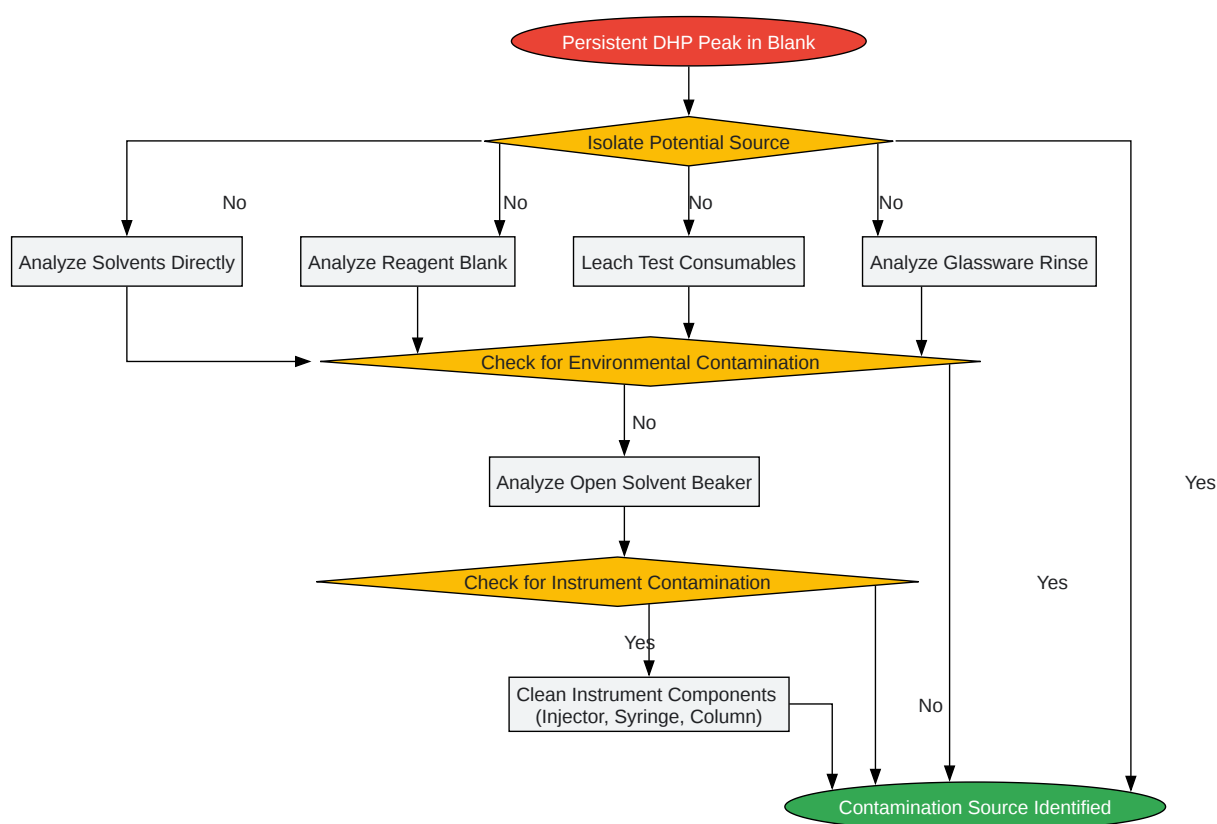 Persistent DHP Peak in Blank
Isolate Potential Source
No
No
No
No
Analyze Solvents Directly
Analyze Reagent Blank
Leach Test Consumables
Analyze Glassware Rinse
Check for Environmental Contamination
No
Analyze Open Solvent Beaker
Yes
Check for Instrument Contamination
Yes
Yes
Clean Instrument Components
(Injector, Syringe, Column)
No
Contamination Source Identified